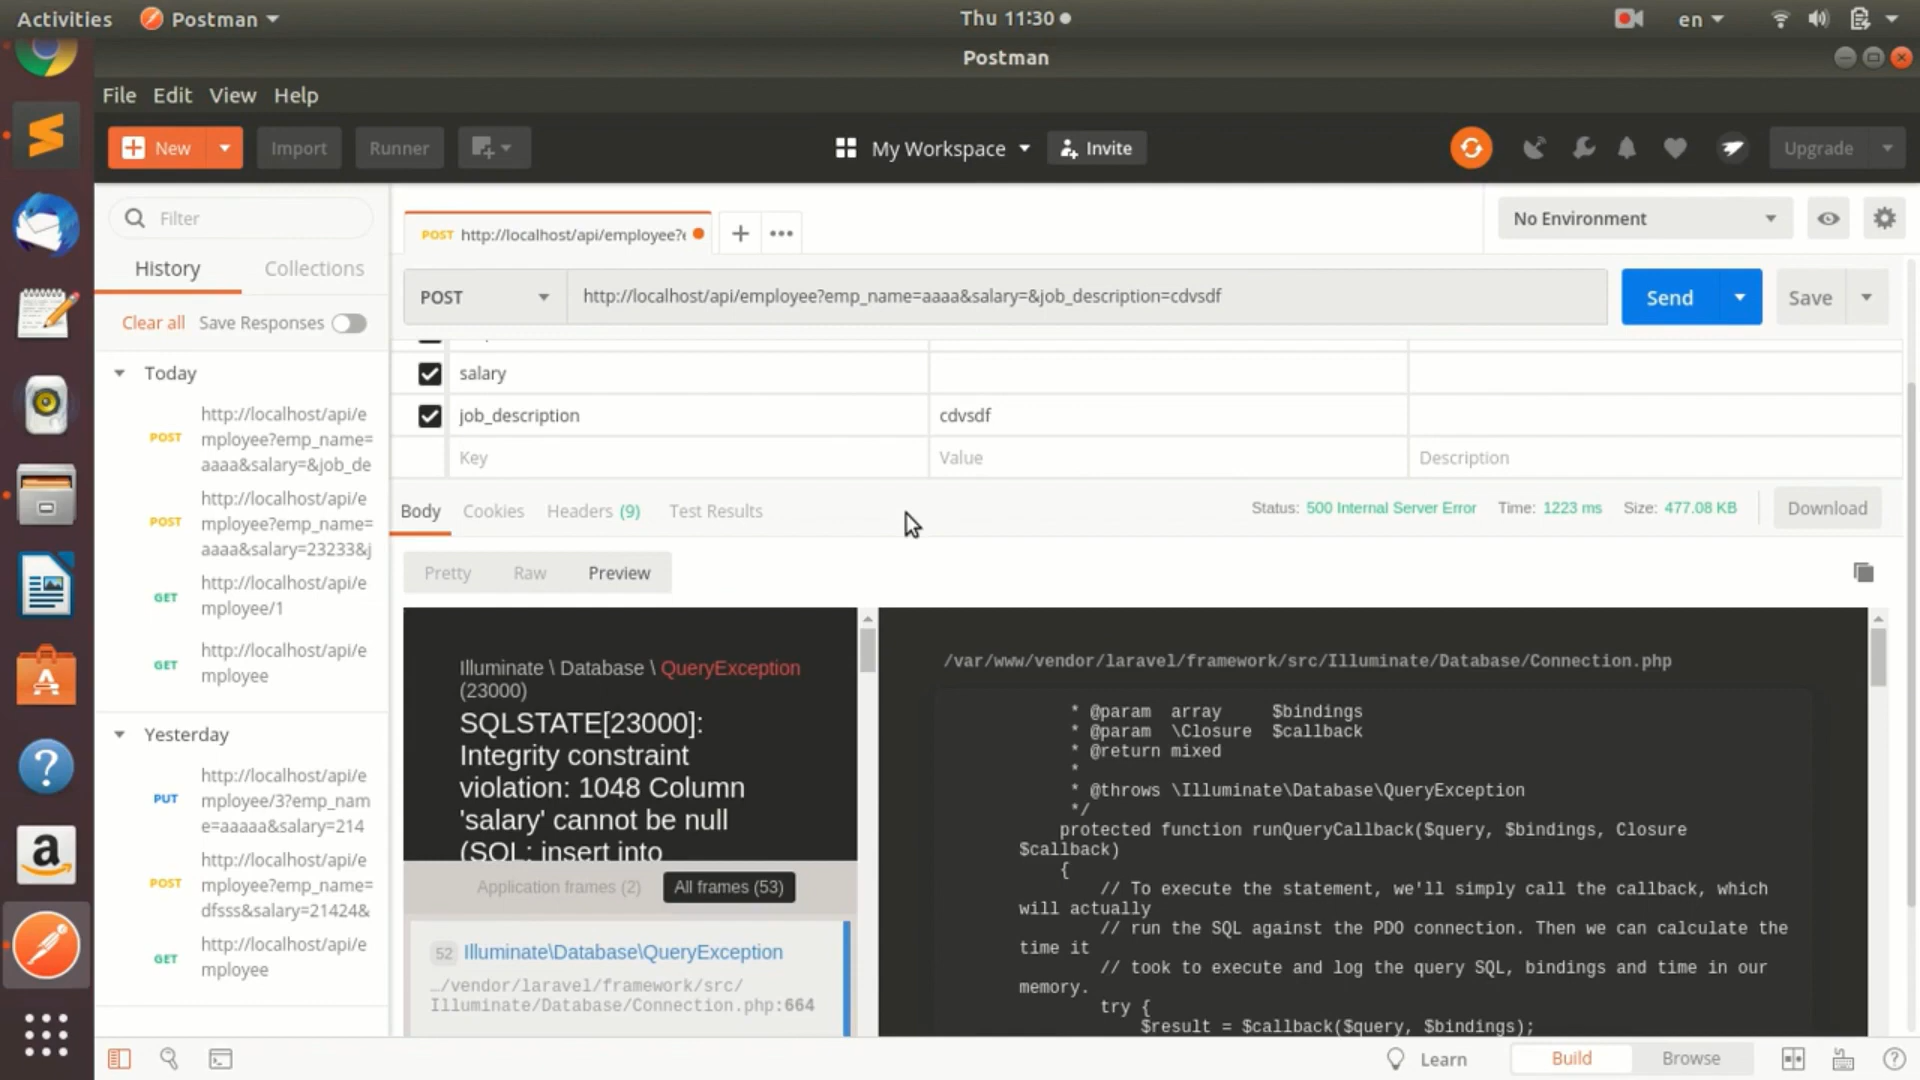 Activities
Postman
Thu 11:30
en
Postman
File Edit View Help
New
Import
Runner
My Workspace
Invite
Upgrade
Filter
History
Collections
Clear all
Save Responses
Today
POST
http://localhost/api/e
mployee?emp_name=
aaaa&salary=&job_de
POST
http://localhost/api/e
mployee?emp_name=
aaaa&salary=23233&j
GET
http://localhost/api/e
mployee/1
GET
http://localhost/api/e
mployee
Yesterday
PUT
http://localhost/api/e
mployee/3?emp_nam
e=aaaaa&salary=214
POST
http://localhost/api/e
mployee?emp_name=
dfsss&salary=21424&
GET
http://localhost/api/e
mployee
POST http://localhost/api/employee?e
No Environment
POST
http://localhost/api/employee?emp_name=aaaa&salary=&job_description=cdvsdf
Send
Save
salary
job_description
cdvsdf
Key
Value
Description
Body
Cookies
Headers (9)
Test Results
Status: 500 Internal Server Error
Time: 1223 ms
Size: 477.08 KB
Download
Pretty
Raw
Preview
Illuminate \ Database \ QueryException
(23000)
SQLSTATE[23000]:
Integrity constraint
violation: 1048 Column
'salary' cannot be null
(SQL: insert into
Application frames (2)
All frames (53)
52
Illuminate\Database\QueryException
…/vendor/laravel/framework/src/
Illuminate/Database/Connection.php:664
/var/www/vendor/laravel/framework/src/Illuminate/Database/Connection.php
* @param  array     $bindings
* @param  \Closure  $callback
* @return mixed
*
* @throws \Illuminate\Database\QueryException
*/
protected function runQueryCallback($query, $bindings, Closure
$callback)
{
// To execute the statement, we'll simply call the callback, which
will actually
// run the SQL against the PDO connection. Then we can calculate the
time it
// took to execute and log the query SQL, bindings and time in our
memory.
try {
$result = $callback($query, $bindings);
Learn
Build
Browse